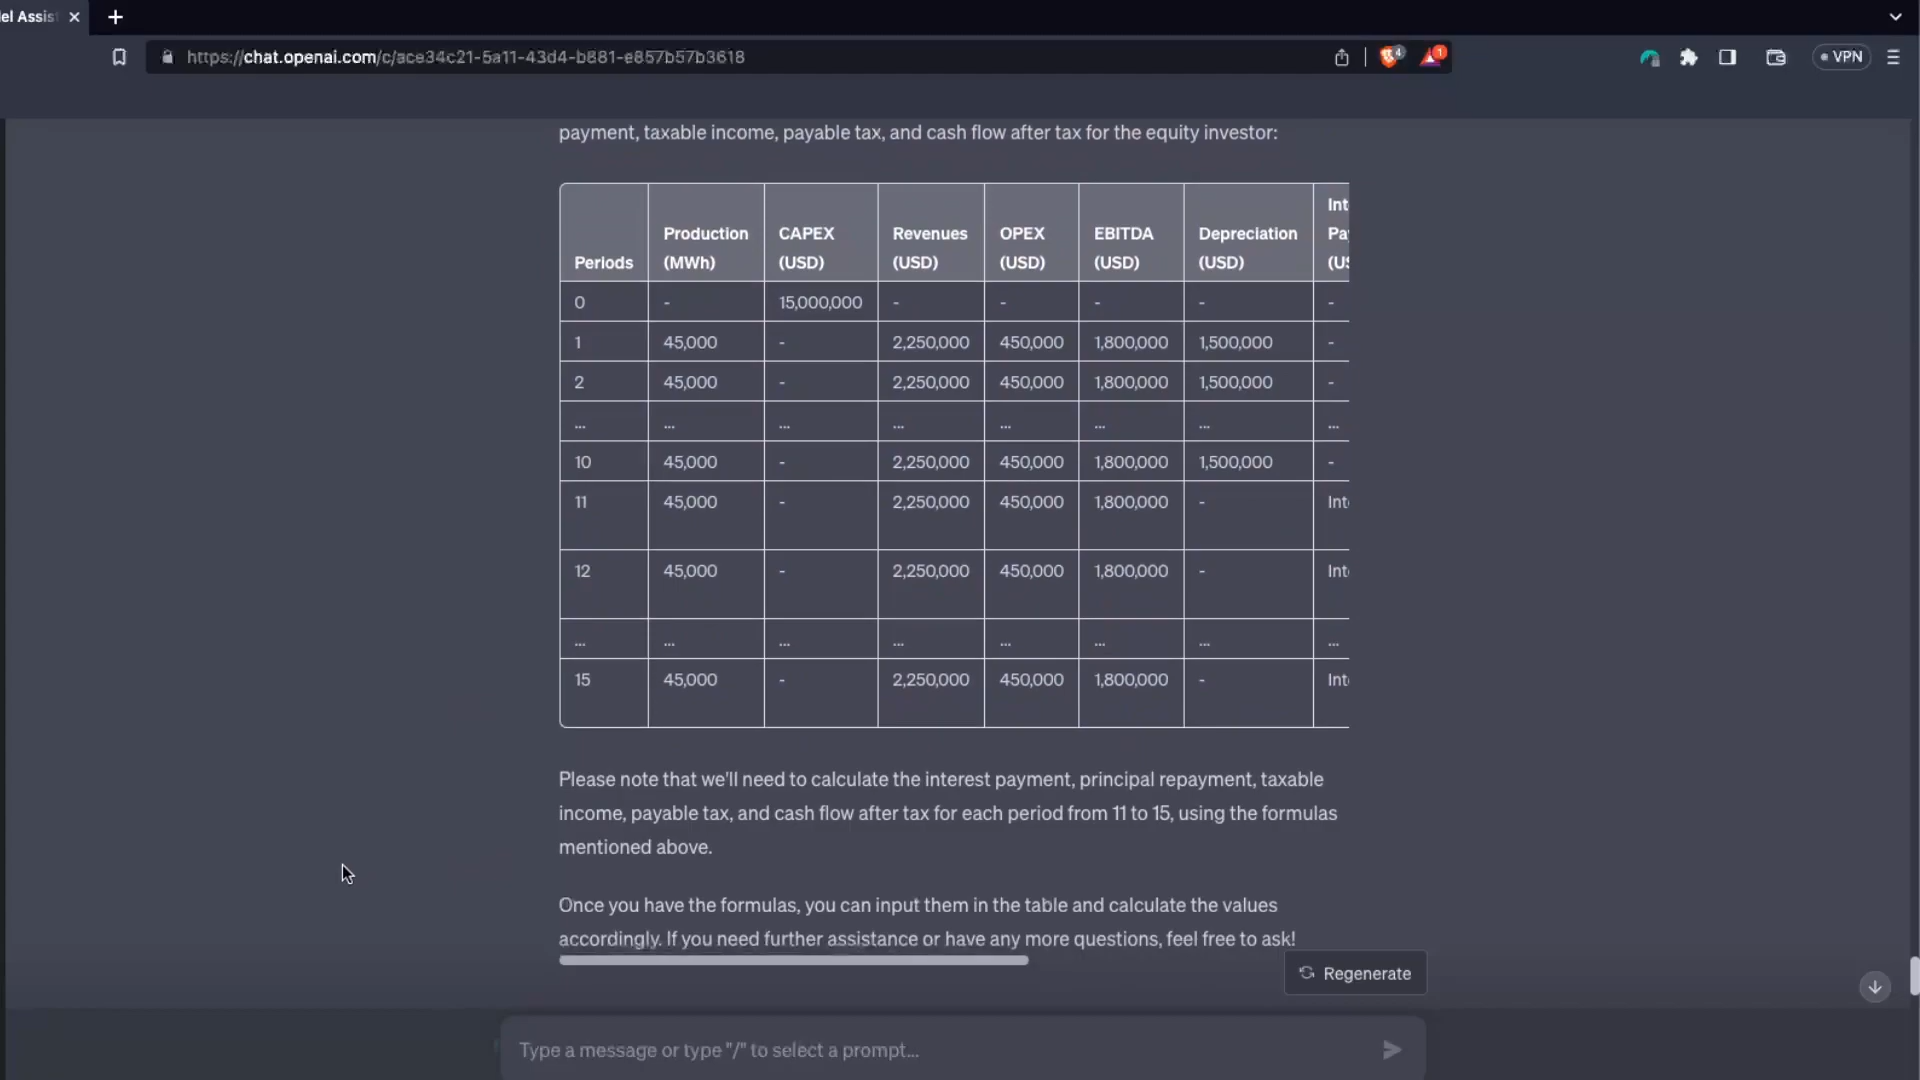 el Assis
https://chat.openai.com/c/ace34c21-5a11-43d4-b881-e857b57b3618
4
1
VPN
payment, taxable income, payable tax, and cash flow after tax for the equity investor:
Periods Production (MWh) CAPEX (USD) Revenues (USD) OPEX (USD) EBITDA (USD) Depreciation (USD) Int Pa (US
0 - 15,000,000 - - - - -
1 45,000 - 2,250,000 450,000 1,800,000 1,500,000 -
2 45,000 - 2,250,000 450,000 1,800,000 1,500,000 -
... ... ... ... ... ... ... ...
10 45,000 - 2,250,000 450,000 1,800,000 1,500,000 -
11 45,000 - 2,250,000 450,000 1,800,000 - Int
12 45,000 - 2,250,000 450,000 1,800,000 - Int
... ... ... ... ... ... ... ...
15 45,000 - 2,250,000 450,000 1,800,000 - Int
Please note that we'll need to calculate the interest payment, principal repayment, taxable
income, payable tax, and cash flow after tax for each period from 11 to 15, using the formulas
mentioned above.
Once you have the formulas, you can input them in the table and calculate the values
accordingly. If you need further assistance or have any more questions, feel free to ask!
Regenerate
Type a message or type "/" to select a prompt...